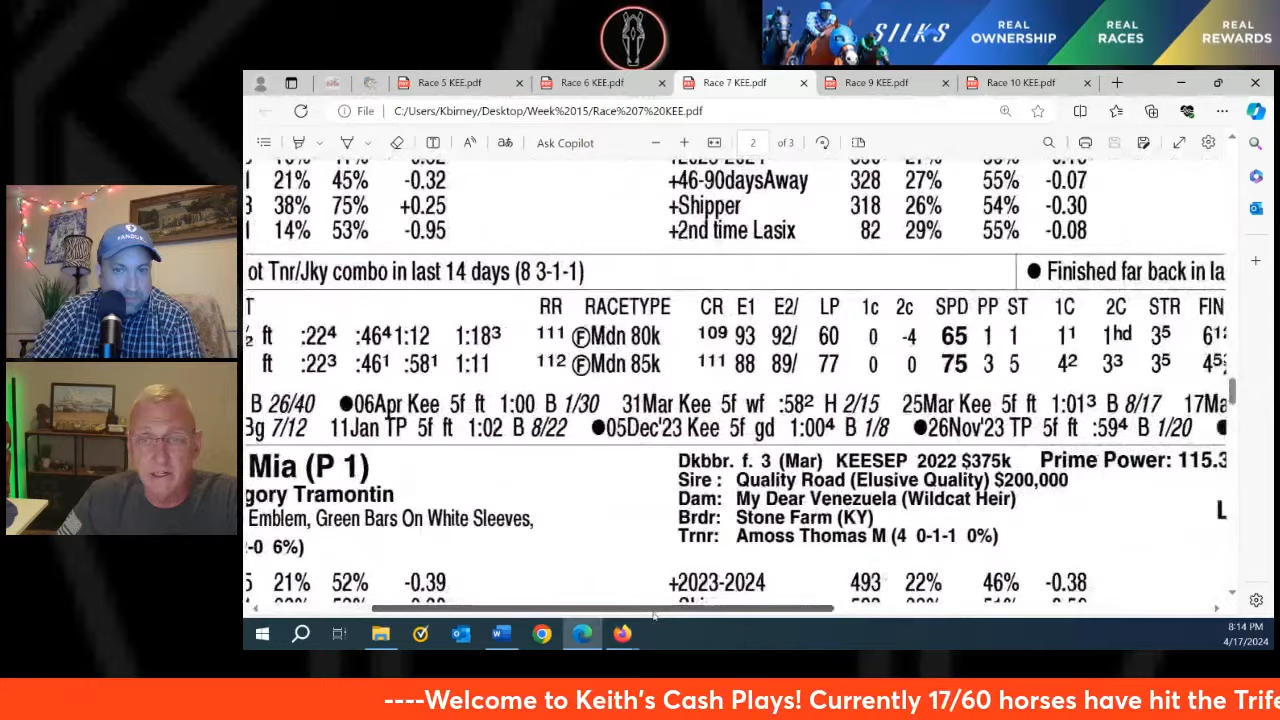 SILKS
REAL OWNERSHIP
REAL RACES
REAL REWARDS
Race 5 KEE.pdf Race 6 KEE.pdf Race 7 KEE.pdf Race 9 KEE.pdf Race 10 KEE.pdf
File C:/Users/Kbirney/Desktop/Week%2015/Race%207%20KEE.pdf
Ask Copilot 2 of 3
21% 45% -0.32 +46-90daysAway 328 27% 55% -0.07
38% 75% +0.25 +Shipper 318 26% 54% -0.30
14% 53% -0.95 +2nd time Lasix 82 29% 55% -0.08
ot Tnr/Jky combo in last 14 days (8 3-1-1) ● Finished far back in la
RR RACETYPE CR E1 E2/ LP 1c 2c SPD PP ST 1C 2C STR FIN
ft :22⁴ :46⁴ 1:12 1:18³ 111 Ⓕ Mdn 80k 109 93 92/ 60 0 -4 65 1 1 1¹ 1hd 3⁵ 6¹²
ft :22³ :46¹ :58¹ 1:11 112 Ⓕ Mdn 85k 111 88 89/ 77 0 0 75 3 5 4² 3³ 3⁵
B 26/40 ●06Apr Kee 5f ft 1:00 B 1/30 31Mar Kee 5f wf :58² H 2/15 25Mar Kee 5f ft 1:01³ B 8/17 17Ma
Bg 7/12 11Jan TP 5f ft 1:02 B 8/22 ●05Dec'23 Kee 5f gd 1:00⁴ B 1/8 ●26Nov'23 TP 5f ft :59⁴ B 1/20
Mia (P 1) Dkbbr. f. 3 (Mar) KEESEP 2022 $375k Prime Power: 115.3
Sire : Quality Road (Elusive Quality) $200,000
gory Tramontin Dam: My Dear Venezuela (Wildcat Heir)
Emblem, Green Bars On White Sleeves, Brdr: Stone Farm (KY)
-0 6%) Trnr: Amoss Thomas M (4 0-1-1 0%)
21% 52% -0.39 +2023-2024 493 22% 46% -0.38
8:14 PM
4/17/2024
----Welcome to Keith's Cash Plays! Currently 17/60 horses have hit the Trife